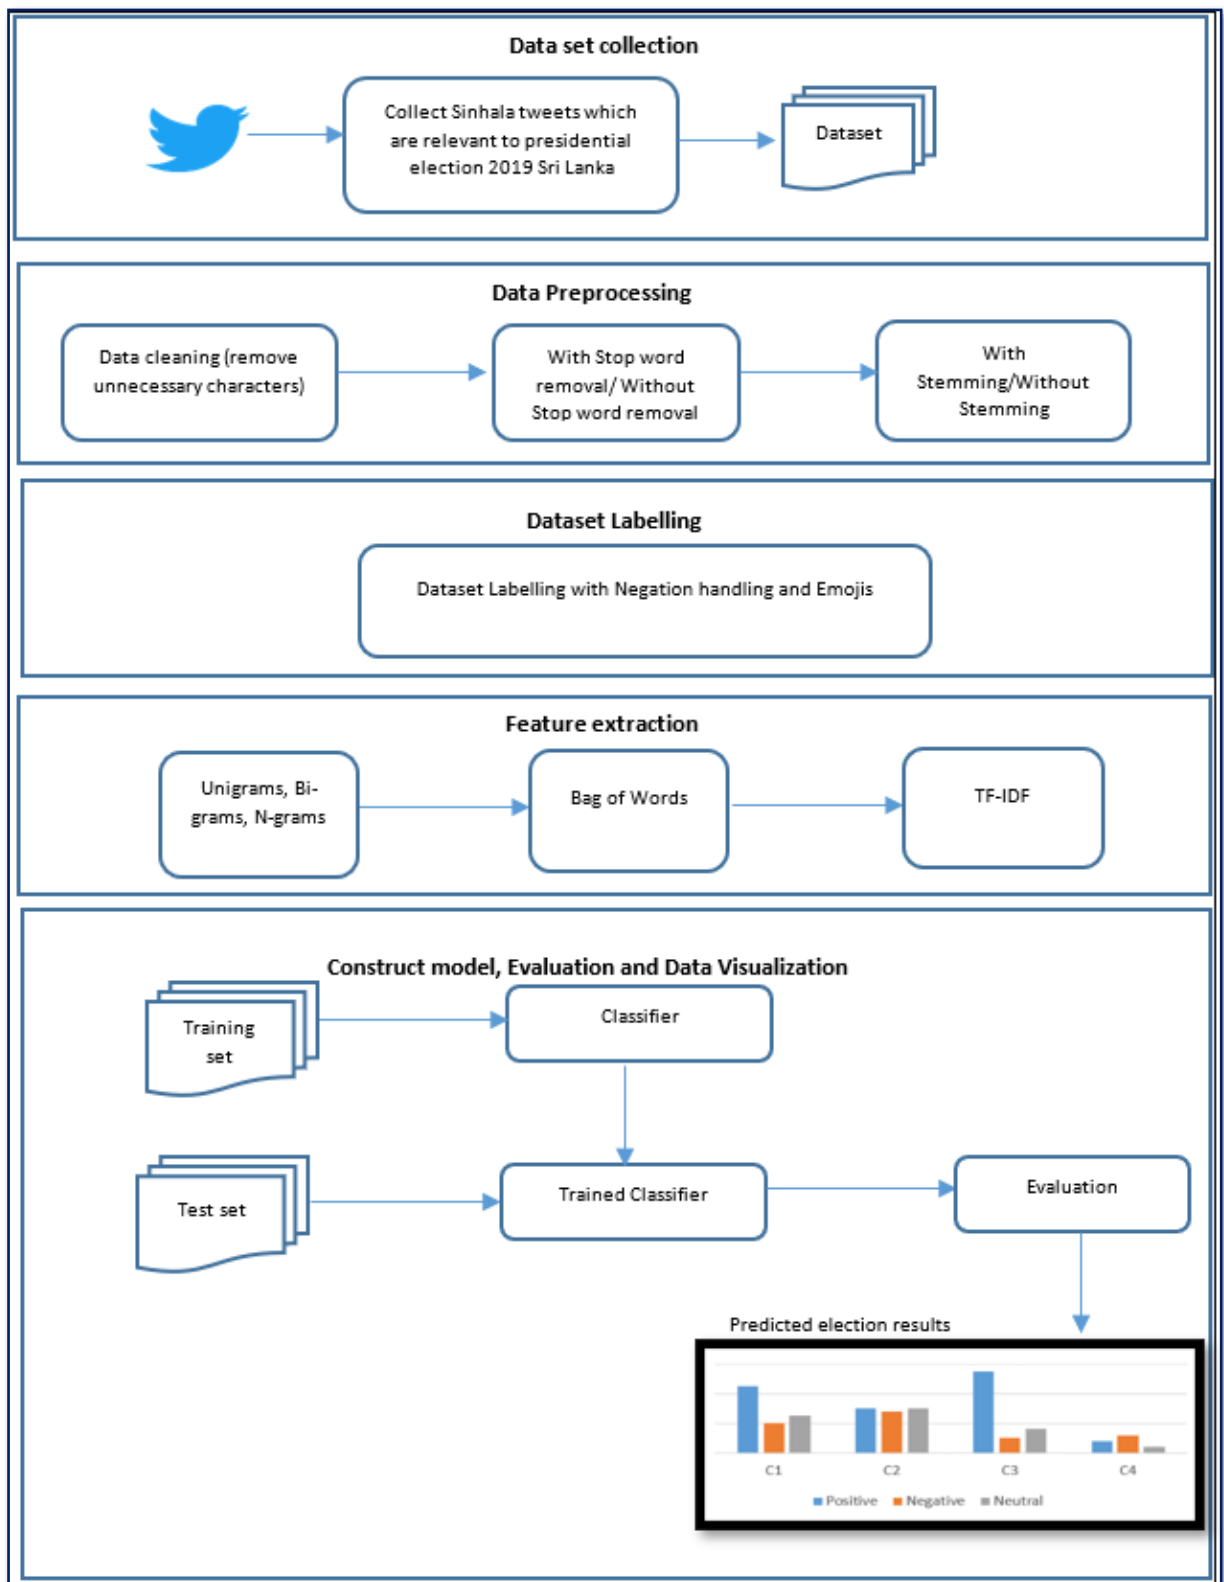 Data set collection
Collect Sinhala tweets which
are relevant to presidential
election 2019 Sri Lanka
Dataset
Data Preprocessing
Data cleaning (remove
unnecessary characters)
With Stop word
removal/ Without
Stop word removal
With
Stemming/Without
Stemming
Dataset Labelling
Dataset Labelling with Negation handling and Emojis
Feature extraction
Unigrams, Bi-
grams, N-grams
Bag of Words
TF-IDF
Construct model, Evaluation and Data Visualization
Training
set
Classifier
Test set
Trained Classifier
Evaluation
Predicted election results
C1 C2 C3 C4
Positive Negative Neutral